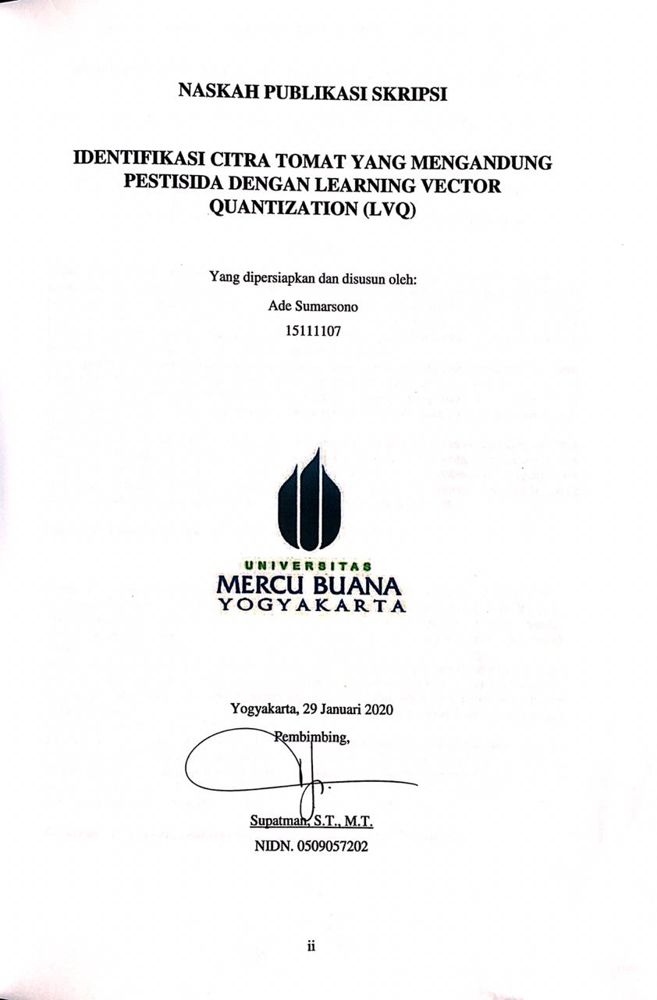 NASKAH PUBLIKASI SKRIPSI
IDENTIFIKASI CITRA TOMAT YANG MENGANDUNG
PESTISIDA DENGAN LEARNING VECTOR
QUANTIZATION (LVQ)
Yang dipersiapkan dan disusun oleh:
Ade Sumarsono
15111107
UNIVERSITAS
MERCU BUANA
YOGYAKARTA
Yogyakarta, 29 Januari 2020
Pembimbing,
Supatman, S.T., M.T.
NIDN. 0509057202
ii